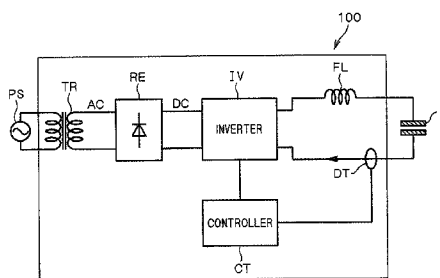 100
PS
TR
AC
RE
DC
IV
FL
INVERTER
DT
CONTROLLER
CT